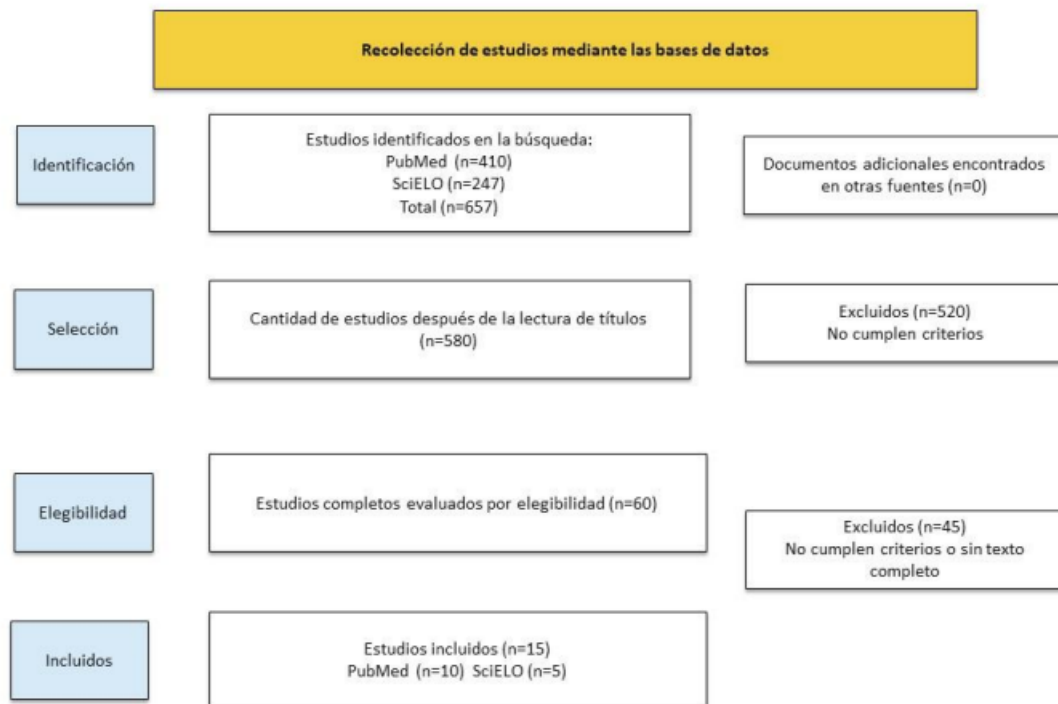 Recolección de estudios mediante las bases de datos
Identificación
Estudios identificados en la búsqueda:
PubMed (n=410)
SciELO (n=247)
Total (n=657)
Documentos adicionales encontrados
en otras fuentes (n=0)
Selección
Cantidad de estudios después de la lectura de títulos
(n=580)
Excluidos (n=520)
No cumplen criterios
Elegibilidad
Estudios completos evaluados por elegibilidad (n=60)
Excluidos (n=45)
No cumplen criterios o sin texto
completo
Incluidos
Estudios incluidos (n=15)
PubMed (n=10) SciELO (n=5)